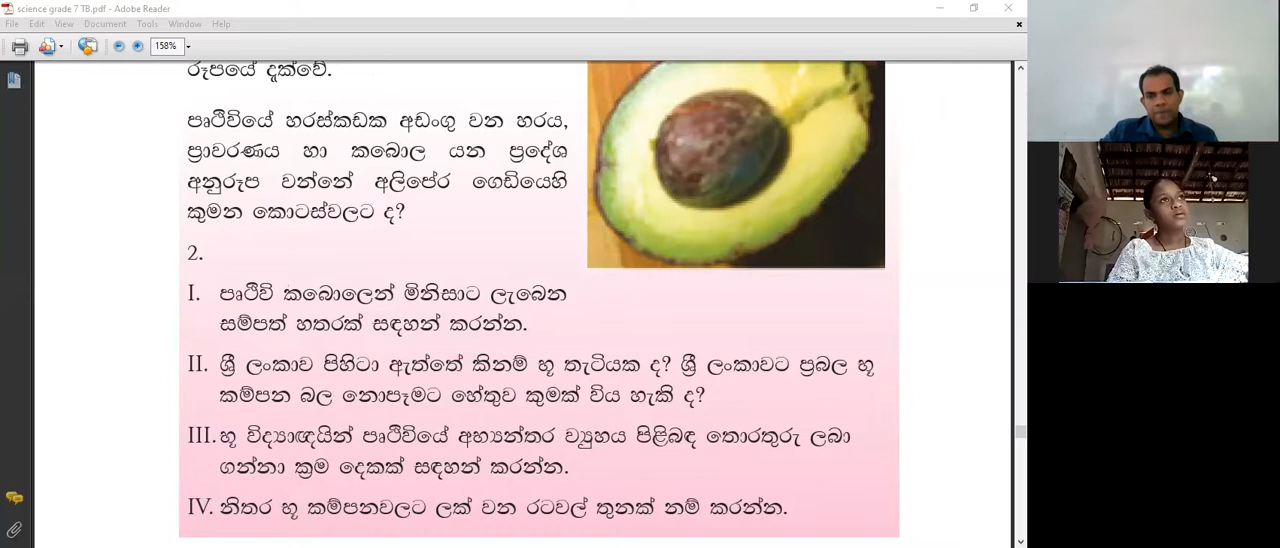 science grade 7 TB.pdf - Adobe Reader
File Edit View Document Tools Window Help
158%
රූපයේ දැක්වේ.
පෘථිවියේ හරස්කඩක අඩංගු වන හරය,
ප්‍රාවරණය හා කබොල යන ප්‍රදේශ
අනුරූප වන්නේ අලිපේර ගෙඩියෙහි
කුමන කොටස්වලට ද?
2.
I. පෘථිවි කබොලෙන් මිනිසාට ලැබෙන
සම්පත් හතරක් සඳහන් කරන්න.
II. ශ්‍රී ලංකාව පිහිටා ඇත්තේ කිනම් භූ තැටියක ද? ශ්‍රී ලංකාවට ප්‍රබල භූ
කම්පන බල නොපෑමට හේතුව කුමක් විය හැකි ද?
III. භූ විද්‍යාඥයින් පෘථිවියේ අභ්‍යන්තර ව්‍යුහය පිළිබඳ තොරතුරු ලබා
ගන්නා ක්‍රම දෙකක් සඳහන් කරන්න.
IV. නිතර භූ කම්පනවලට ලක් වන රටවල් තුනක් නම් කරන්න.